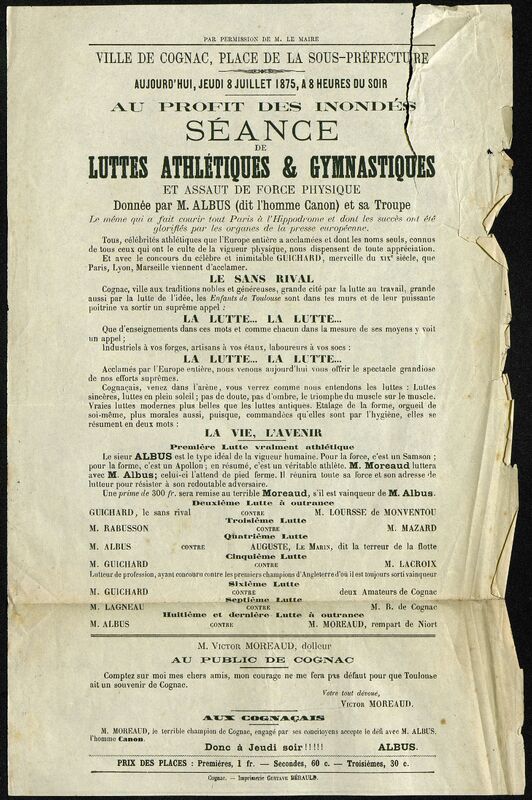 PAR PERMISSION DE M. LE MAIRE
VILLE DE COGNAC, PLACE DE LA SOUS-PRÉFECTURE
AUJOURD'HUI, JEUDI 8 JUILLET 1875, A 8 HEURES DU SOIR
AU PROFIT DES INONDÉS
SÉANCE
DE
LUTTES ATHLÉTIQUES & GYMNASTIQUES
ET ASSAUT DE FORCE PHYSIQUE
Donnée par M. ALBUS (dit l'homme Canon) et sa Troupe
Le même qui a fait courir tout Paris à l'Hippodrome et dont les succès ont été
glorifiés par les organes de la presse européenne.
Tous, célébrités athlétiques que l'Europe entière a acclamées et dont les noms seuls, connus
de tous ceux qui ont le culte de la vigueur physique, nous dispensent de toute appréciation.
Et avec le concours du célèbre et inimitable GUICHARD, merveille du XIXe siècle, que
Paris, Lyon, Marseille viennent d'acclamer.
LE SANS RIVAL
Cognac, ville aux traditions nobles et généreuses, grande cité par la lutte au travail, grande
aussi par la lutte de l'idée, les Enfants de Toulouse sont dans tes murs et de leur puissante
poitrine va sortir un suprême appel :
LA LUTTE... LA LUTTE...
Que d'enseignements dans ces mots et comme chacun dans la mesure de ses moyens y voit
un appel ;
Industriels à vos forges, artisans à vos étaux, laboureurs à vos socs :
LA LUTTE... LA LUTTE...
Acclamés par l'Europe entière, nous venons aujourd'hui vous offrir le spectacle grandiose
de nos efforts suprêmes.
Cognaçais, venez dans l'arène, vous verrez comme nous entendons les luttes : Luttes
sincères, luttes en plein soleil ; pas de doute, pas d'ombre, le triomphe du muscle sur le muscle.
Vraies luttes modernes plus belles que les luttes antiques. Etalage de la forme, orgueil de
soi-même, plus morales aussi, puisque, commandées qu'elles sont par l'hygiène, elles se
résument en deux mots :
LA VIE, L'AVENIR
Première Lutte vraiment athlétique
Le sieur ALBUS est le type idéal de la vigueur humaine. Pour la force, c'est un Samson ;
pour la forme, c'est un Apollon ; en résumé, c'est un véritable athlète. M. Moreaud luttera
avec M. Albus; celui-ci l'attend de pied ferme. Il réunira toute sa force et son adresse de
lutteur pour résister à son redoutable adversaire.
Une prime de 300 fr. sera remise au terrible Moreaud, s'il est vainqueur de M. Albus.
Deuxième Lutte à outrance
GUICHARD, le sans rival CONTRE M. LOURSSE DE MONVENTOU
Troisième Lutte
M. RABUSSON CONTRE M. MAZARD
Quatrième Lutte
M. ALBUS CONTRE AUGUSTE, LE MARIN, dit la terreur de la flotte
Cinquième Lutte
M. GUICHARD CONTRE M. LACROIX
Lutteur de profession, ayant concouru contre les premiers champions d'Angleterre d'où il est toujours sorti vainqueur
Sixième Lutte
M. GUICHARD CONTRE deux Amateurs de Cognac
Septième Lutte
M. LAGNEAU CONTRE M. B. de Cognac
Huitième et dernière Lutte à outrance
M. ALBUS CONTRE M. MOREAUD, rempart de Niort
M. VICTOR MOREAUD, dolleur
AU PUBLIC DE COGNAC
Comptez sur moi mes chers amis, mon courage ne me fera pas défaut pour que Toulouse
ait un souvenir de Cognac.
Votre tout dévoué,
VICTOR MOREAUD.
AUX COGNAÇAIS
M. MOREAUD, le terrible champion de Cognac, engagé par ses concitoyens accepte le défi avec M. ALBUS,
l'homme Canon.
Donc à Jeudi soir!!!!! ALBUS.
PRIX DES PLACES : Premières, 1 fr. — Secondes, 60 c. — Troisièmes, 30 c.
Cognac. — Imprimerie GUSTAVE BÉRAULD.